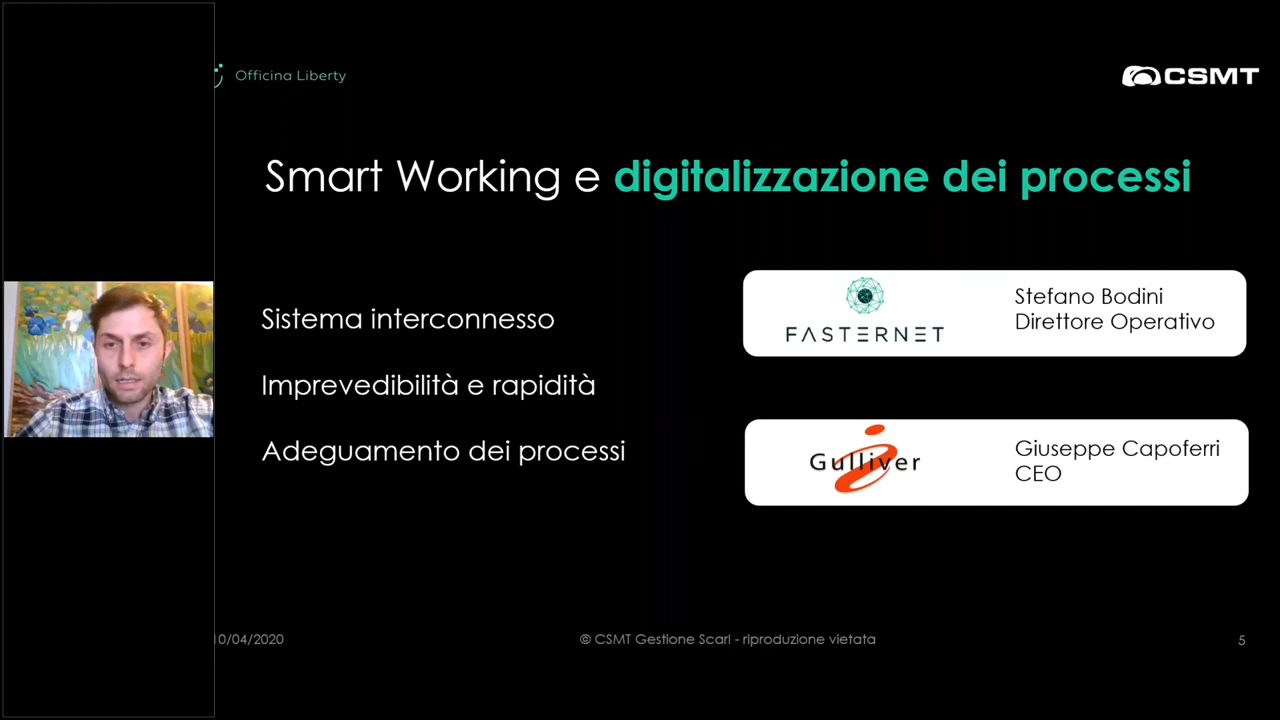 Officina Liberty
CSMT
Smart Working e digitalizzazione dei processi
Sistema interconnesso
Imprevedibilità e rapidità
Adeguamento dei processi
FASTERNET
Stefano Bodini
Direttore Operativo
Gulliver
Giuseppe Capoferri
CEO
10/04/2020
© CSMT Gestione Scarl - riproduzione vietata
5